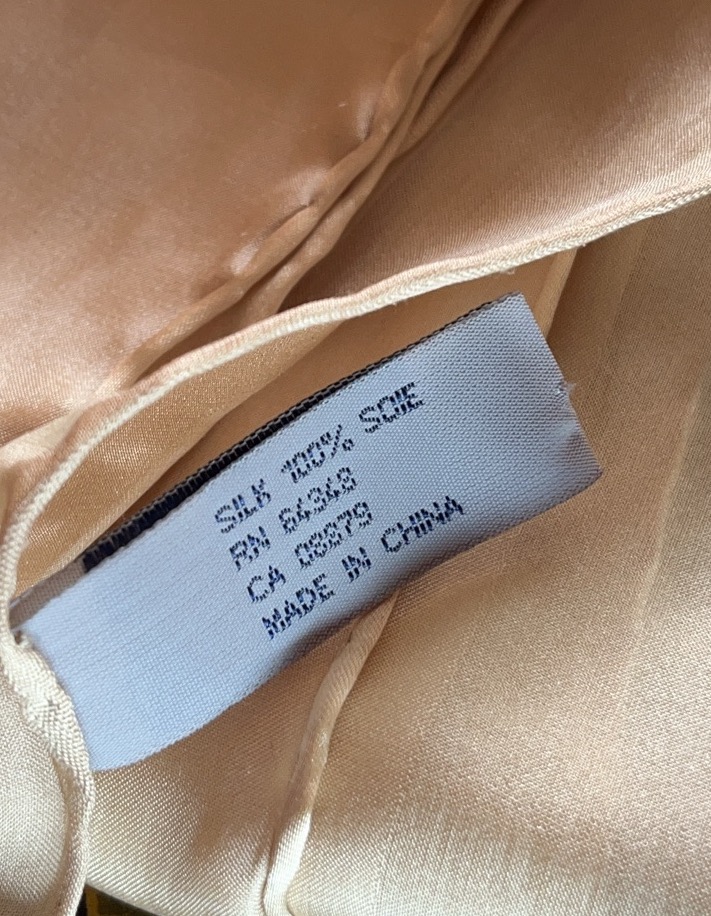 SILK 100% SOIE
RN 64348
CA 08879
MADE IN CHINA